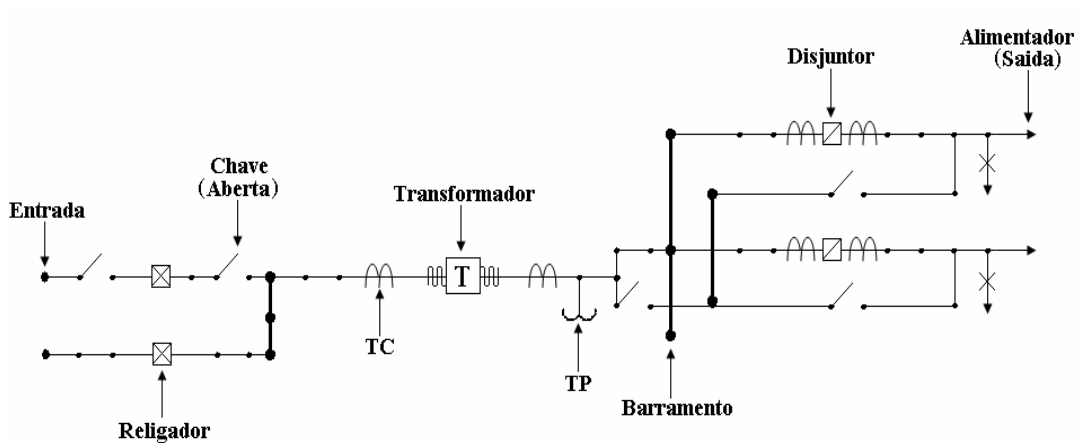 Alimentador
(Saida)
Disjuntor
Chave
(Aberta)
Transformador
Entrada
T
TC
TP
Barramento
Religador